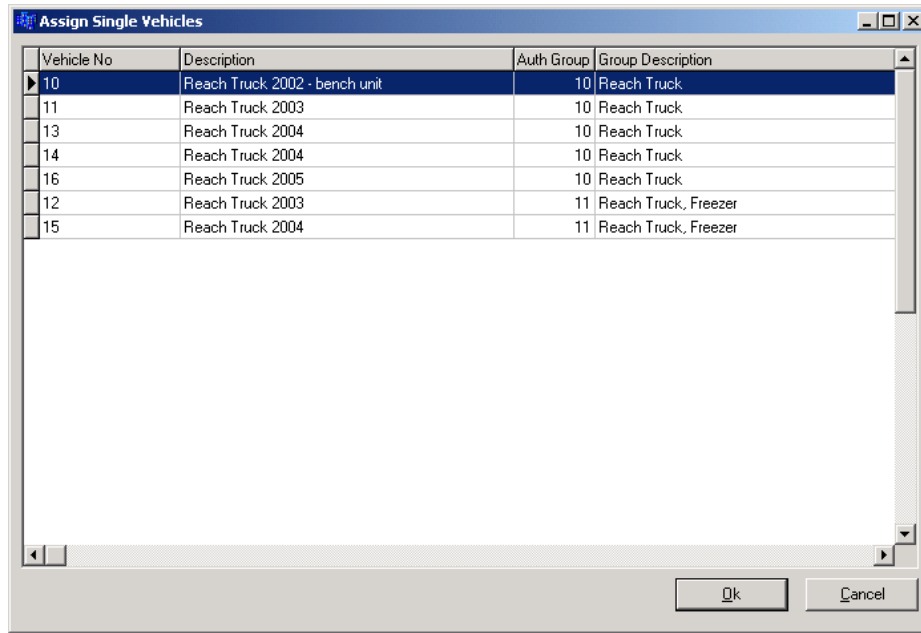 Assign Single Vehicles
Vehicle No Description Auth Group Group Description
10 Reach Truck 2002 - bench unit 10 Reach Truck
11 Reach Truck 2003 10 Reach Truck
13 Reach Truck 2004 10 Reach Truck
14 Reach Truck 2004 10 Reach Truck
16 Reach Truck 2005 10 Reach Truck
12 Reach Truck 2003 11 Reach Truck, Freezer
15 Reach Truck 2004 11 Reach Truck, Freezer
Ok Cancel